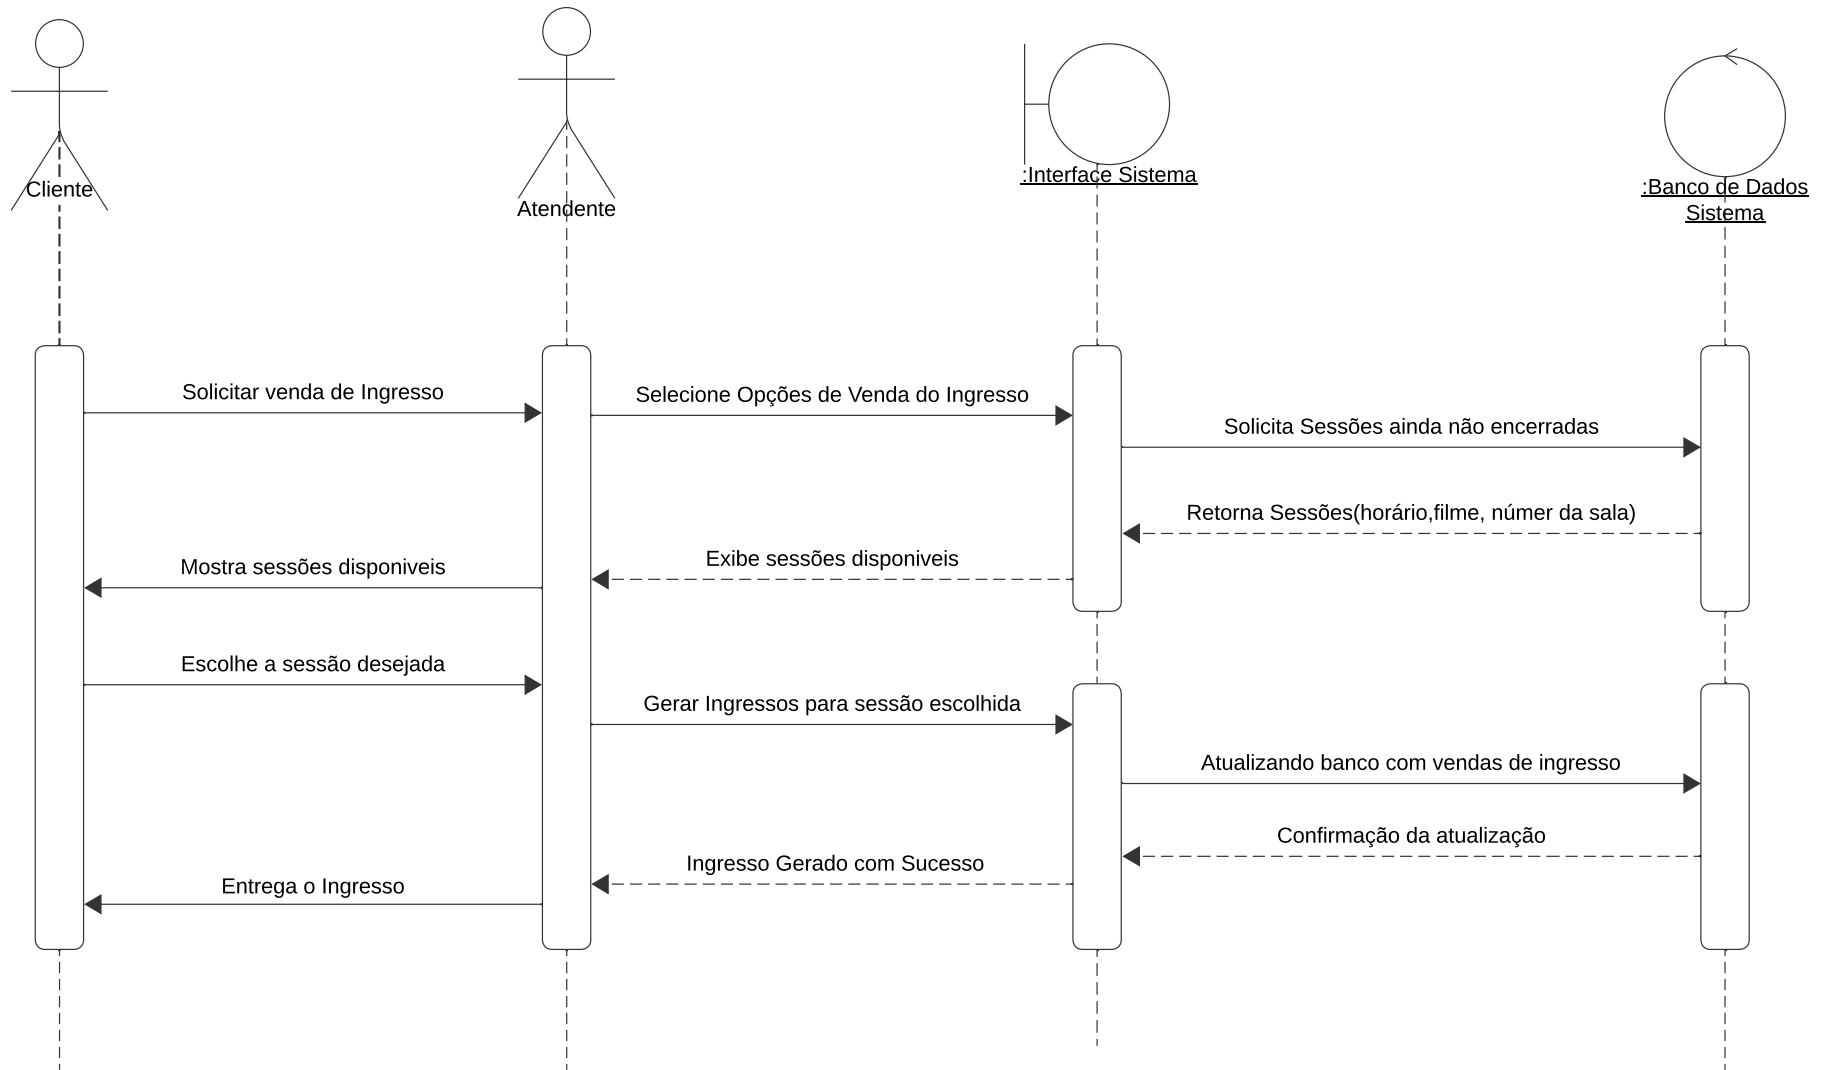 Cliente
Atendente
:Interface Sistema
:Banco de Dados
Sistema
Solicitar venda de Ingresso
Selecione Opções de Venda do Ingresso
Solicita Sessões ainda não encerradas
Retorna Sessões(horário,filme, númer da sala)
Exibe sessões disponiveis
Mostra sessões disponiveis
Escolhe a sessão desejada
Gerar Ingressos para sessão escolhida
Atualizando banco com vendas de ingresso
Confirmação da atualização
Ingresso Gerado com Sucesso
Entrega o Ingresso